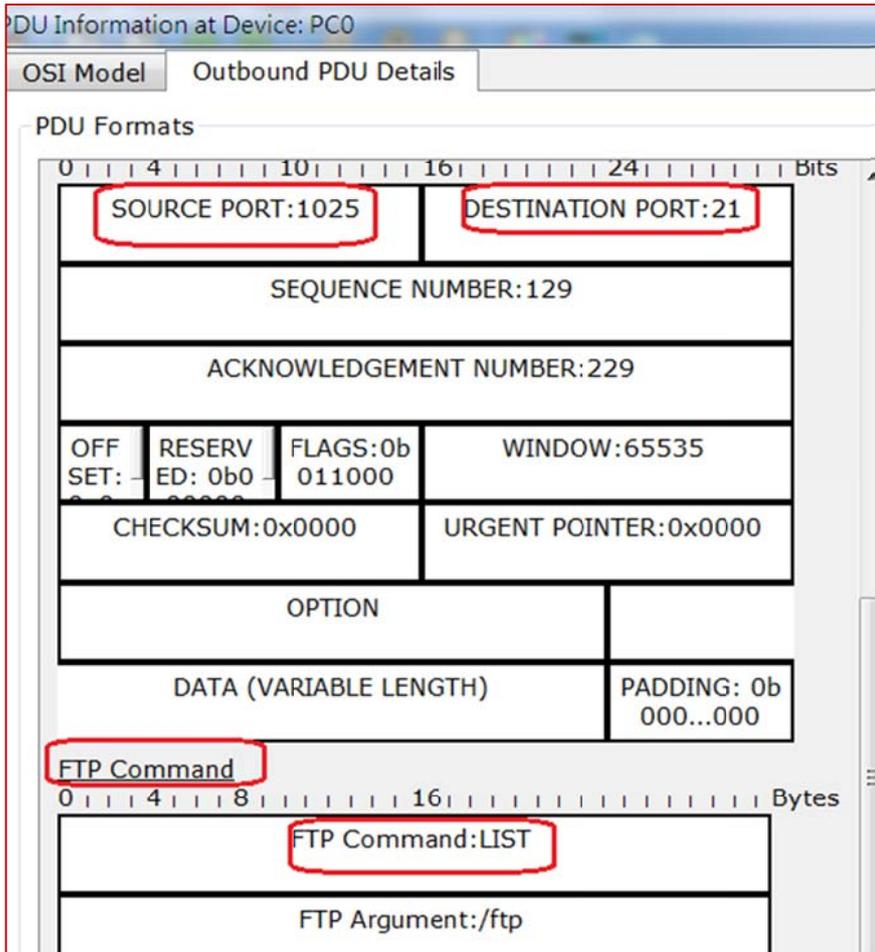 PDU Information at Device: PC0
OSI Model
Outbound PDU Details
PDU Formats
0 4 10 16 24 Bits
SOURCE PORT:1025
DESTINATION PORT:21
SEQUENCE NUMBER:129
ACKNOWLEDGEMENT NUMBER:229
OFF
SET:
RESERV
ED: 0b0
FLAGS:0b
011000
WINDOW:65535
CHECKSUM:0x0000
URGENT POINTER:0x0000
OPTION
DATA (VARIABLE LENGTH)
PADDING: 0b
000...000
FTP Command
0 4 8 16 Bytes
FTP Command:LIST
FTP Argument:/ftp